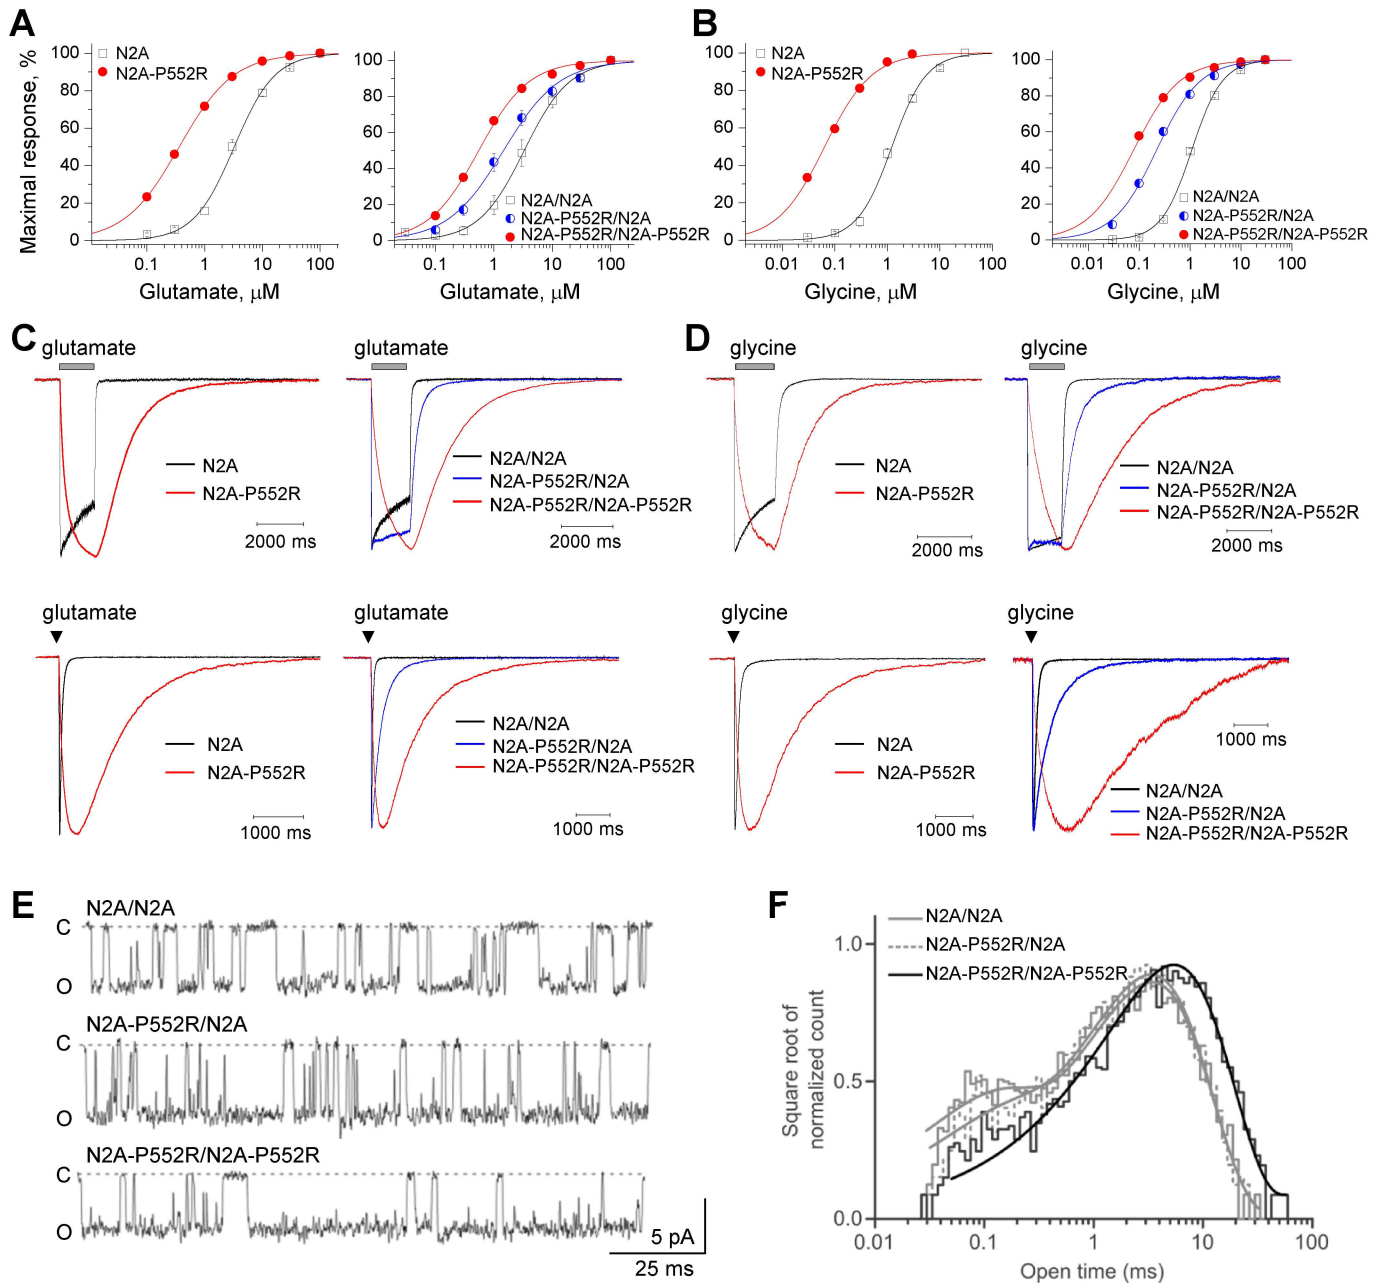 A
B
Maximal response, %
100
80
60
40
20
0
N2A
N2A-P552R
0.1
1
10
100
Glutamate, μM
100
80
60
40
20
0
N2A/N2A
N2A-P552R/N2A
N2A-P552R/N2A-P552R
0.1
1
10
100
Glutamate, μM
100
80
60
40
20
0
N2A
N2A-P552R
0.01
0.1
1
10
100
Glycine, μM
100
80
60
40
20
0
N2A/N2A
N2A-P552R/N2A
N2A-P552R/N2A-P552R
0.01
0.1
1
10
100
Glycine, μM
C
glutamate
N2A
N2A-P552R
2000 ms
glutamate
N2A/N2A
N2A-P552R/N2A
N2A-P552R/N2A-P552R
2000 ms
D
glycine
N2A
N2A-P552R
2000 ms
glycine
N2A/N2A
N2A-P552R/N2A
N2A-P552R/N2A-P552R
2000 ms
glutamate
N2A
N2A-P552R
1000 ms
glutamate
N2A/N2A
N2A-P552R/N2A
N2A-P552R/N2A-P552R
1000 ms
glycine
N2A
N2A-P552R
1000 ms
glycine
1000 ms
N2A/N2A
N2A-P552R/N2A
N2A-P552R/N2A-P552R
E
N2A/N2A
C
O
N2A-P552R/N2A
C
O
N2A-P552R/N2A-P552R
C
O
5 pA
25 ms
F
N2A/N2A
N2A-P552R/N2A
N2A-P552R/N2A-P552R
Square root of
normalized count
1.0
0.5
0.0
0.01
0.1
1
10
100
Open time (ms)